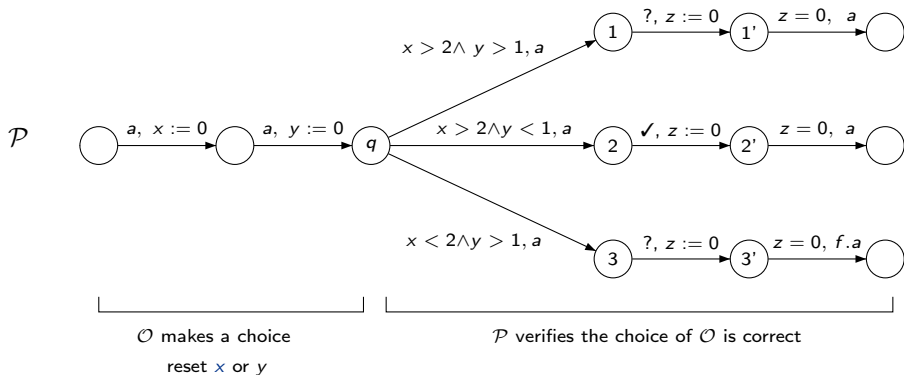 ?, z := 0
z = 0, a
1
1'
x > 2∧ y > 1, a
𝒫
a, x := 0
a, y := 0
x > 2∧y < 1, a
✓, z := 0
z = 0, a
q
2
2'
x < 2∧y > 1, a
?, z := 0
z = 0, f.a
3
3'
𝒪 makes a choice
reset x or y
𝒫 verifies the choice of 𝒪 is correct